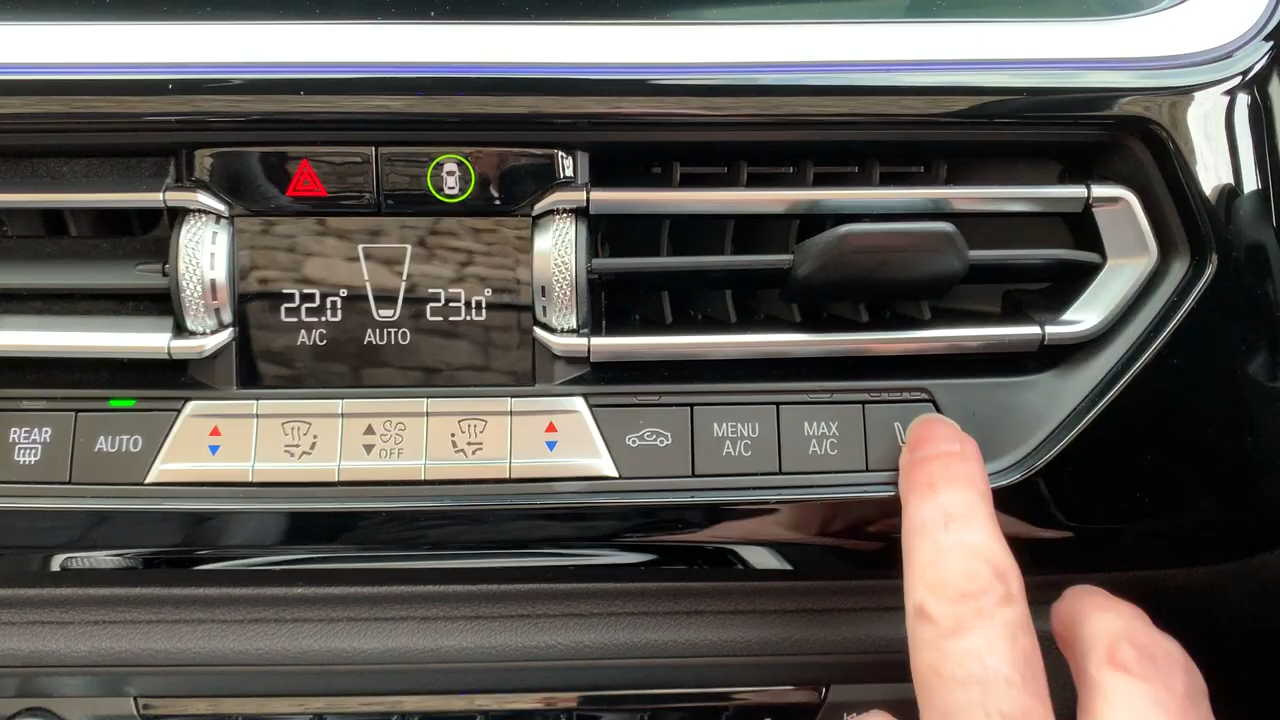 22.0° 23.0°
A/C AUTO
REAR
AUTO
OFF
MENU
A/C
MAX
A/C